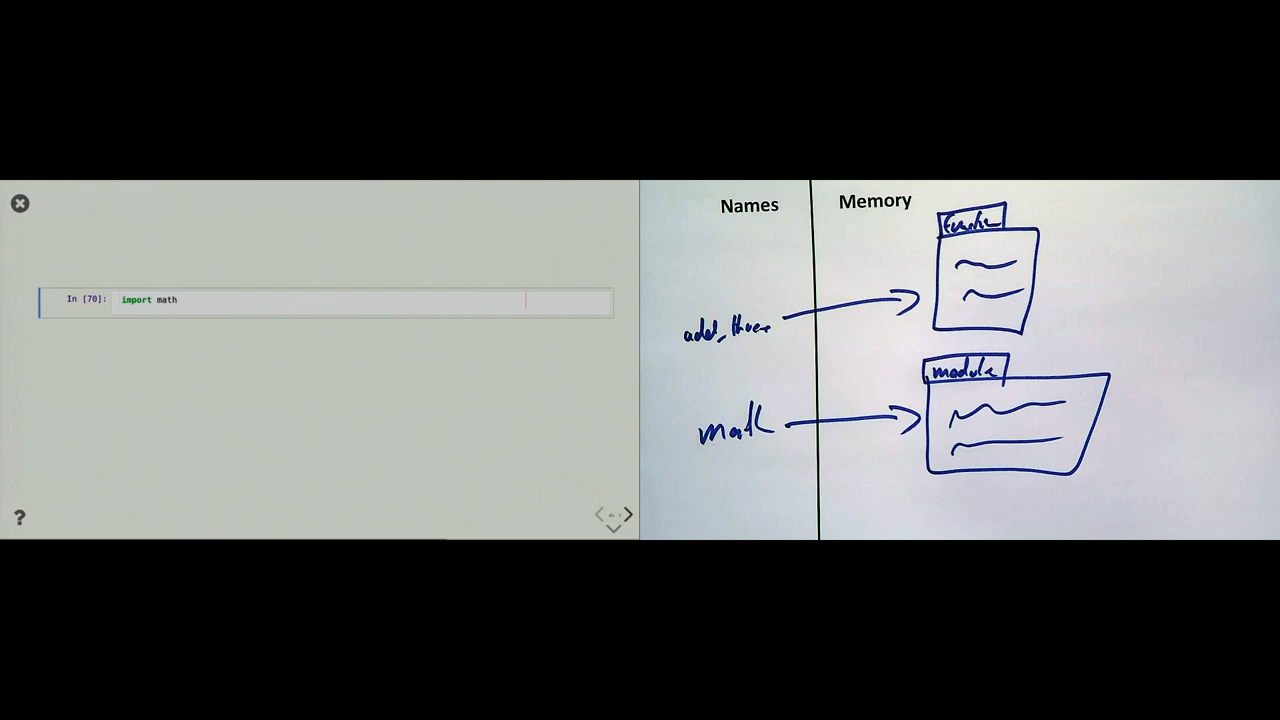 In [70]: import math
?
Names
Memory
function
add_three
module
math